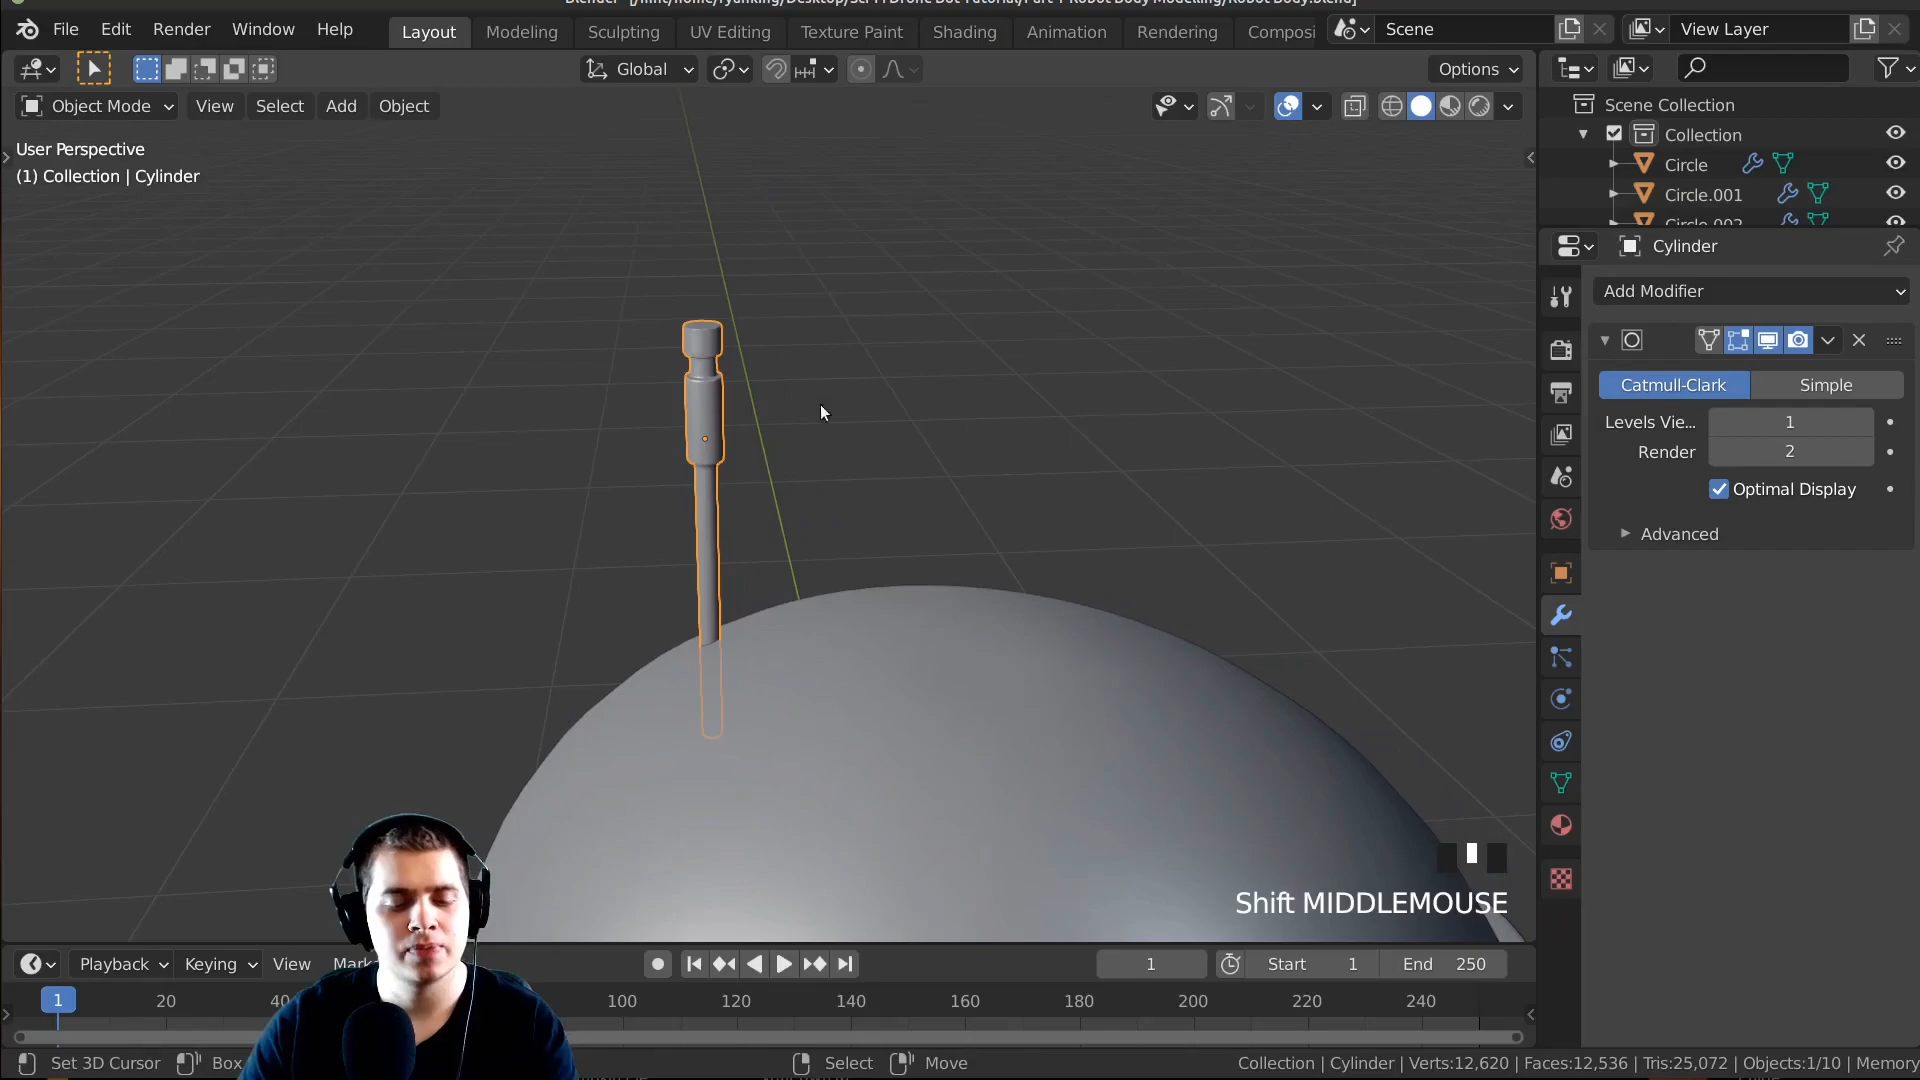 File Edit Render Window Help Layout Modeling Sculpting UV Editing Texture Paint Shading Animation Rendering Composi Scene View Layer
Global Options
Object Mode View Select Add Object
User Perspective
(1) Collection | Cylinder
Scene Collection
Collection
Circle
Circle.001
Cylinder
Add Modifier
Catmull-Clark Simple
Levels Vie... 1
Render 2
Optimal Display
Advanced
Shift MIDDLEMOUSE
Playback Keying View Mark 1 Start 1 End 250
1 20 40 100 120 140 160 180 200 220 240
Set 3D Cursor Box Select Move Collection | Cylinder | Verts:12,620 | Faces:12,536 | Tris:25,072 | Objects:1/10 | Memory